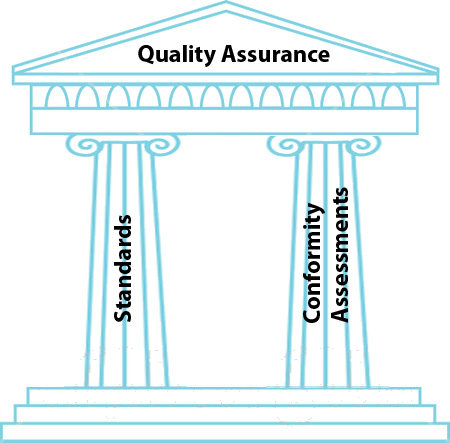 Quality Assurance
Standards
Conformity
Assessments